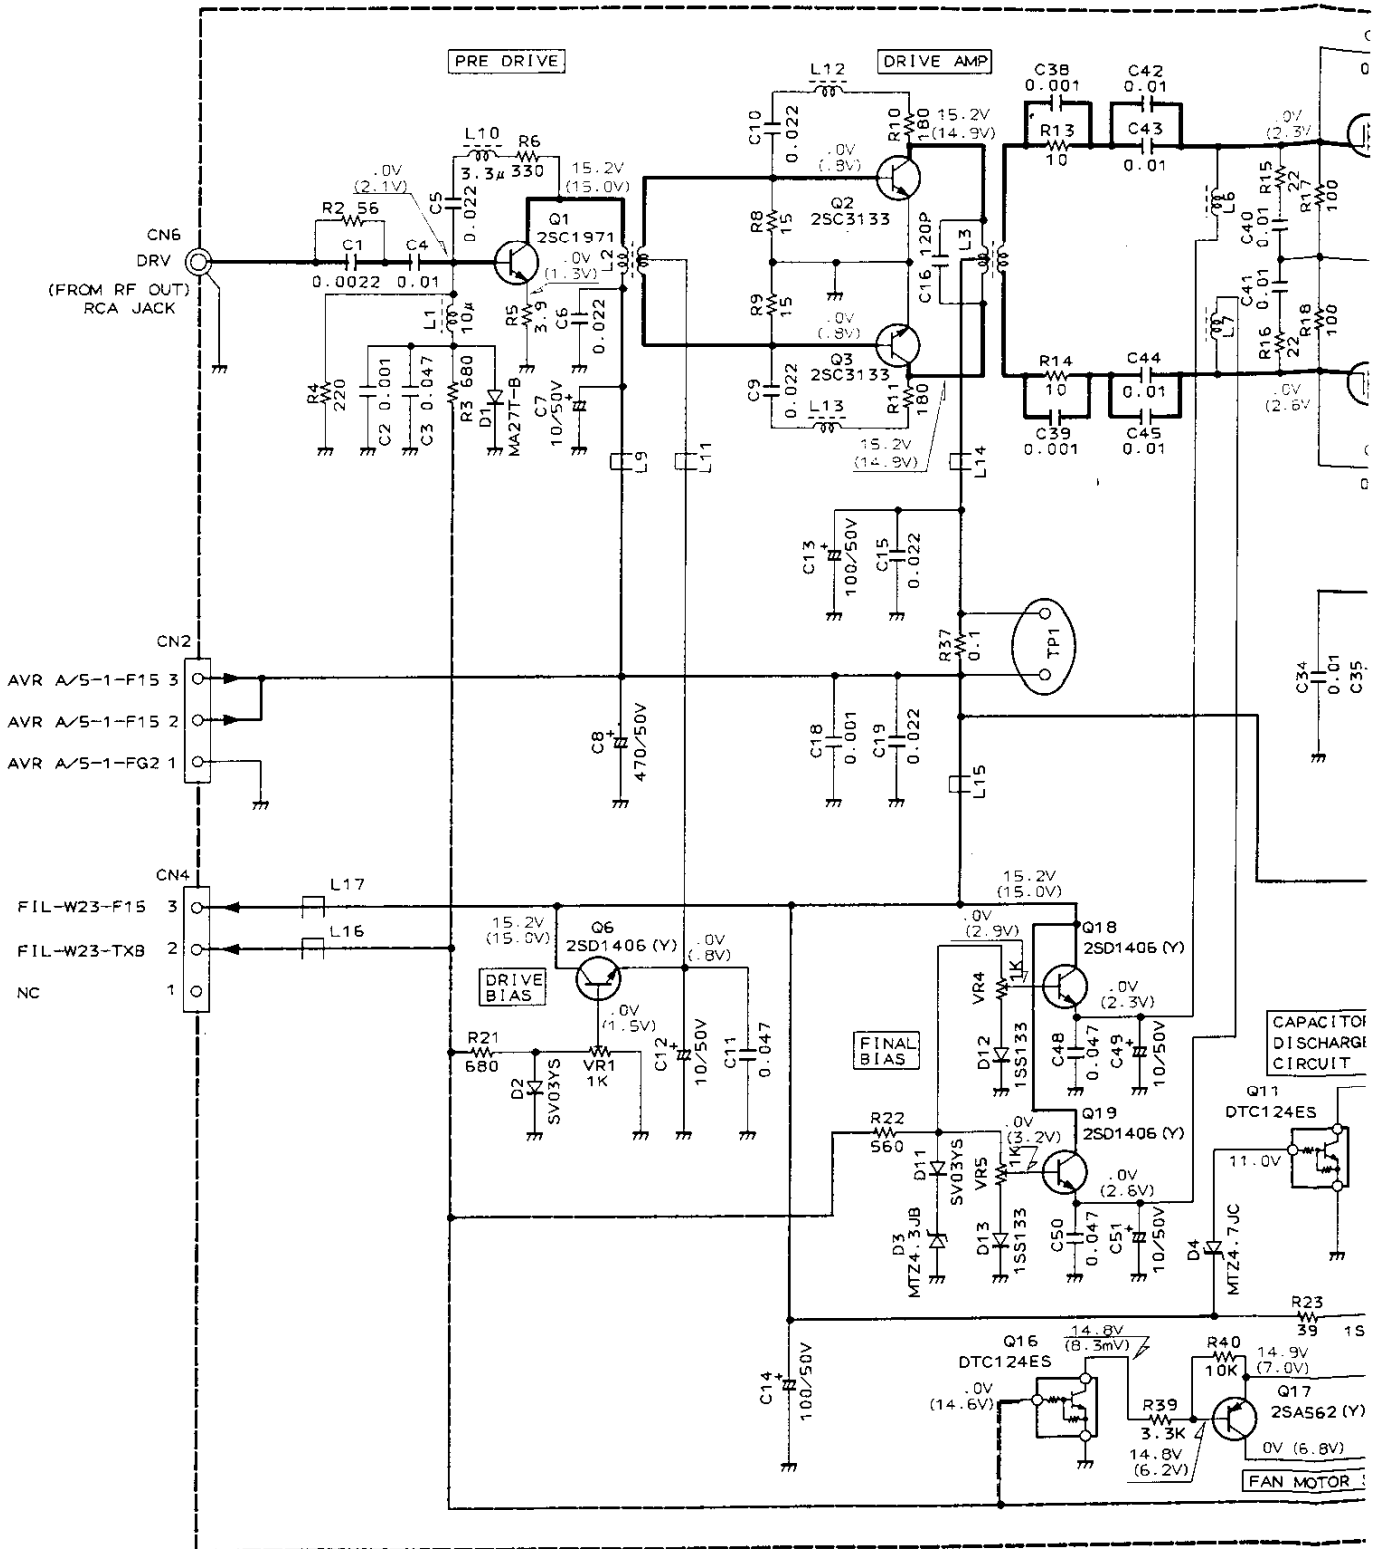 PRE DRIVE
DRIVE AMP
L12
C10
0.022
R10
180
15.2V
(14.9V)
C38
0.001
R13
10
C42
0.01
C43
0.01
.0V
(2.3V
L10
3.3μ
R6
330
15.2V
(15.0V)
.0V
(2.1V)
C5
0.022
R2 56
C1
0.0022
C4
0.01
CN6
DRV
(FROM RF OUT)
RCA JACK
Q1
2SC1971
.0V
(1.3V)
L2
R5
3.9
C6
0.022
.0V
(.8V)
Q2
2SC3133
R8
15
R9
15
C16 120P
L3
L6
R15
22
C40
0.01
R17
100
C41
0.01
R16
22
R18
100
L7
L1
10μ
R4
220
C2 0.001
C3 0.047
R3 680
D1
MA27T-B
C7
10/50V
.0V
(.8V)
Q3
2SC3133
C9
0.022
L13
R11
180
15.2V
(14.9V)
R14
10
C39
0.001
C44
0.01
C45
0.01
.0V
(2.6V
L9
L11
L14
C13
100/50V
C15
0.022
R37
0.1
TP1
CN2
AVR A/5-1-F15 3
AVR A/5-1-F15 2
AVR A/5-1-FG2 1
C8
470/50V
C18
0.001
C19
0.022
L15
C34
0.01
C35
CN4
FIL-W23-F15 3
FIL-W23-TXB 2
NC 1
L17
L16
15.2V
(15.0V)
Q6
2SD1406(Y)
.0V
(.8V)
DRIVE
BIAS
.0V
(1.5V)
R21
680
D2
SV03YS
VR1
1K
C12
10/50V
C11
0.047
15.2V
(15.0V)
.0V
(2.9V)
Q18
2SD1406(Y)
VR4
1K
.0V
(2.3V)
FINAL
BIAS
D12
1SS133
C48
0.047
C49
10/50V
CAPACITOR
DISCHARGE
CIRCUIT
Q11
DTC124ES
11.0V
R22
560
D11
SV03YS
.0V
(3.2V)
VR5
1K
Q19
2SD1406(Y)
.0V
(2.6V)
D3
MTZ4.3JB
D13
1SS133
C50
0.047
C51
10/50V
D4
MTZ4.7JC
R23
39
1S
C14
100/50V
Q16
DTC124ES
14.8V
(8.3mV)
.0V
(14.6V)
R39
3.3K
14.8V
(6.2V)
R40
10K
14.9V
(7.0V)
Q17
2SA562(Y)
0V (6.8V)
FAN MOTOR